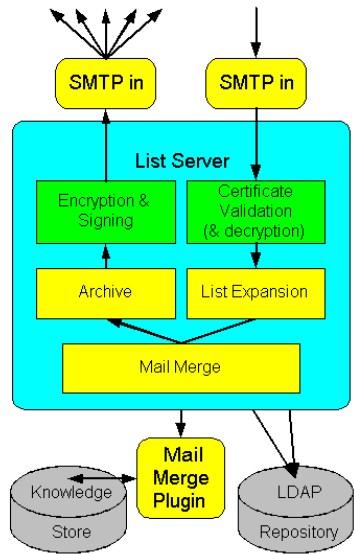 SMTP in
SMTP in
List Server
Encryption &
Signing
Certificate
Validation
(& decryption)
Archive
List Expansion
Mail Merge
Mail
Merge
Plugin
Knowledge
Store
LDAP
Repository